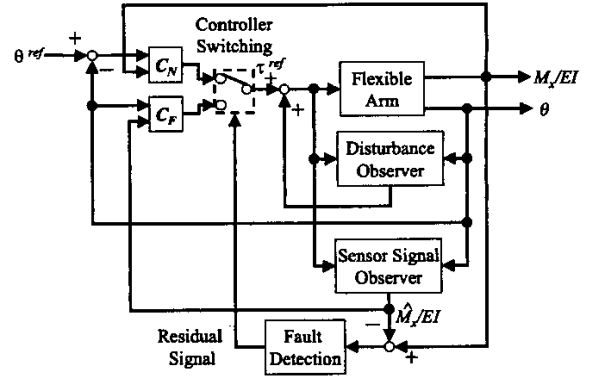 Controller
Switching
θ ref
+
−
C_N
C_F
τ ref
+
+
Flexible
Arm
M_x/EI
θ
Disturbance
Observer
Sensor Signal
Observer
M̂_x/EI
−
+
Residual
Signal
Fault
Detection